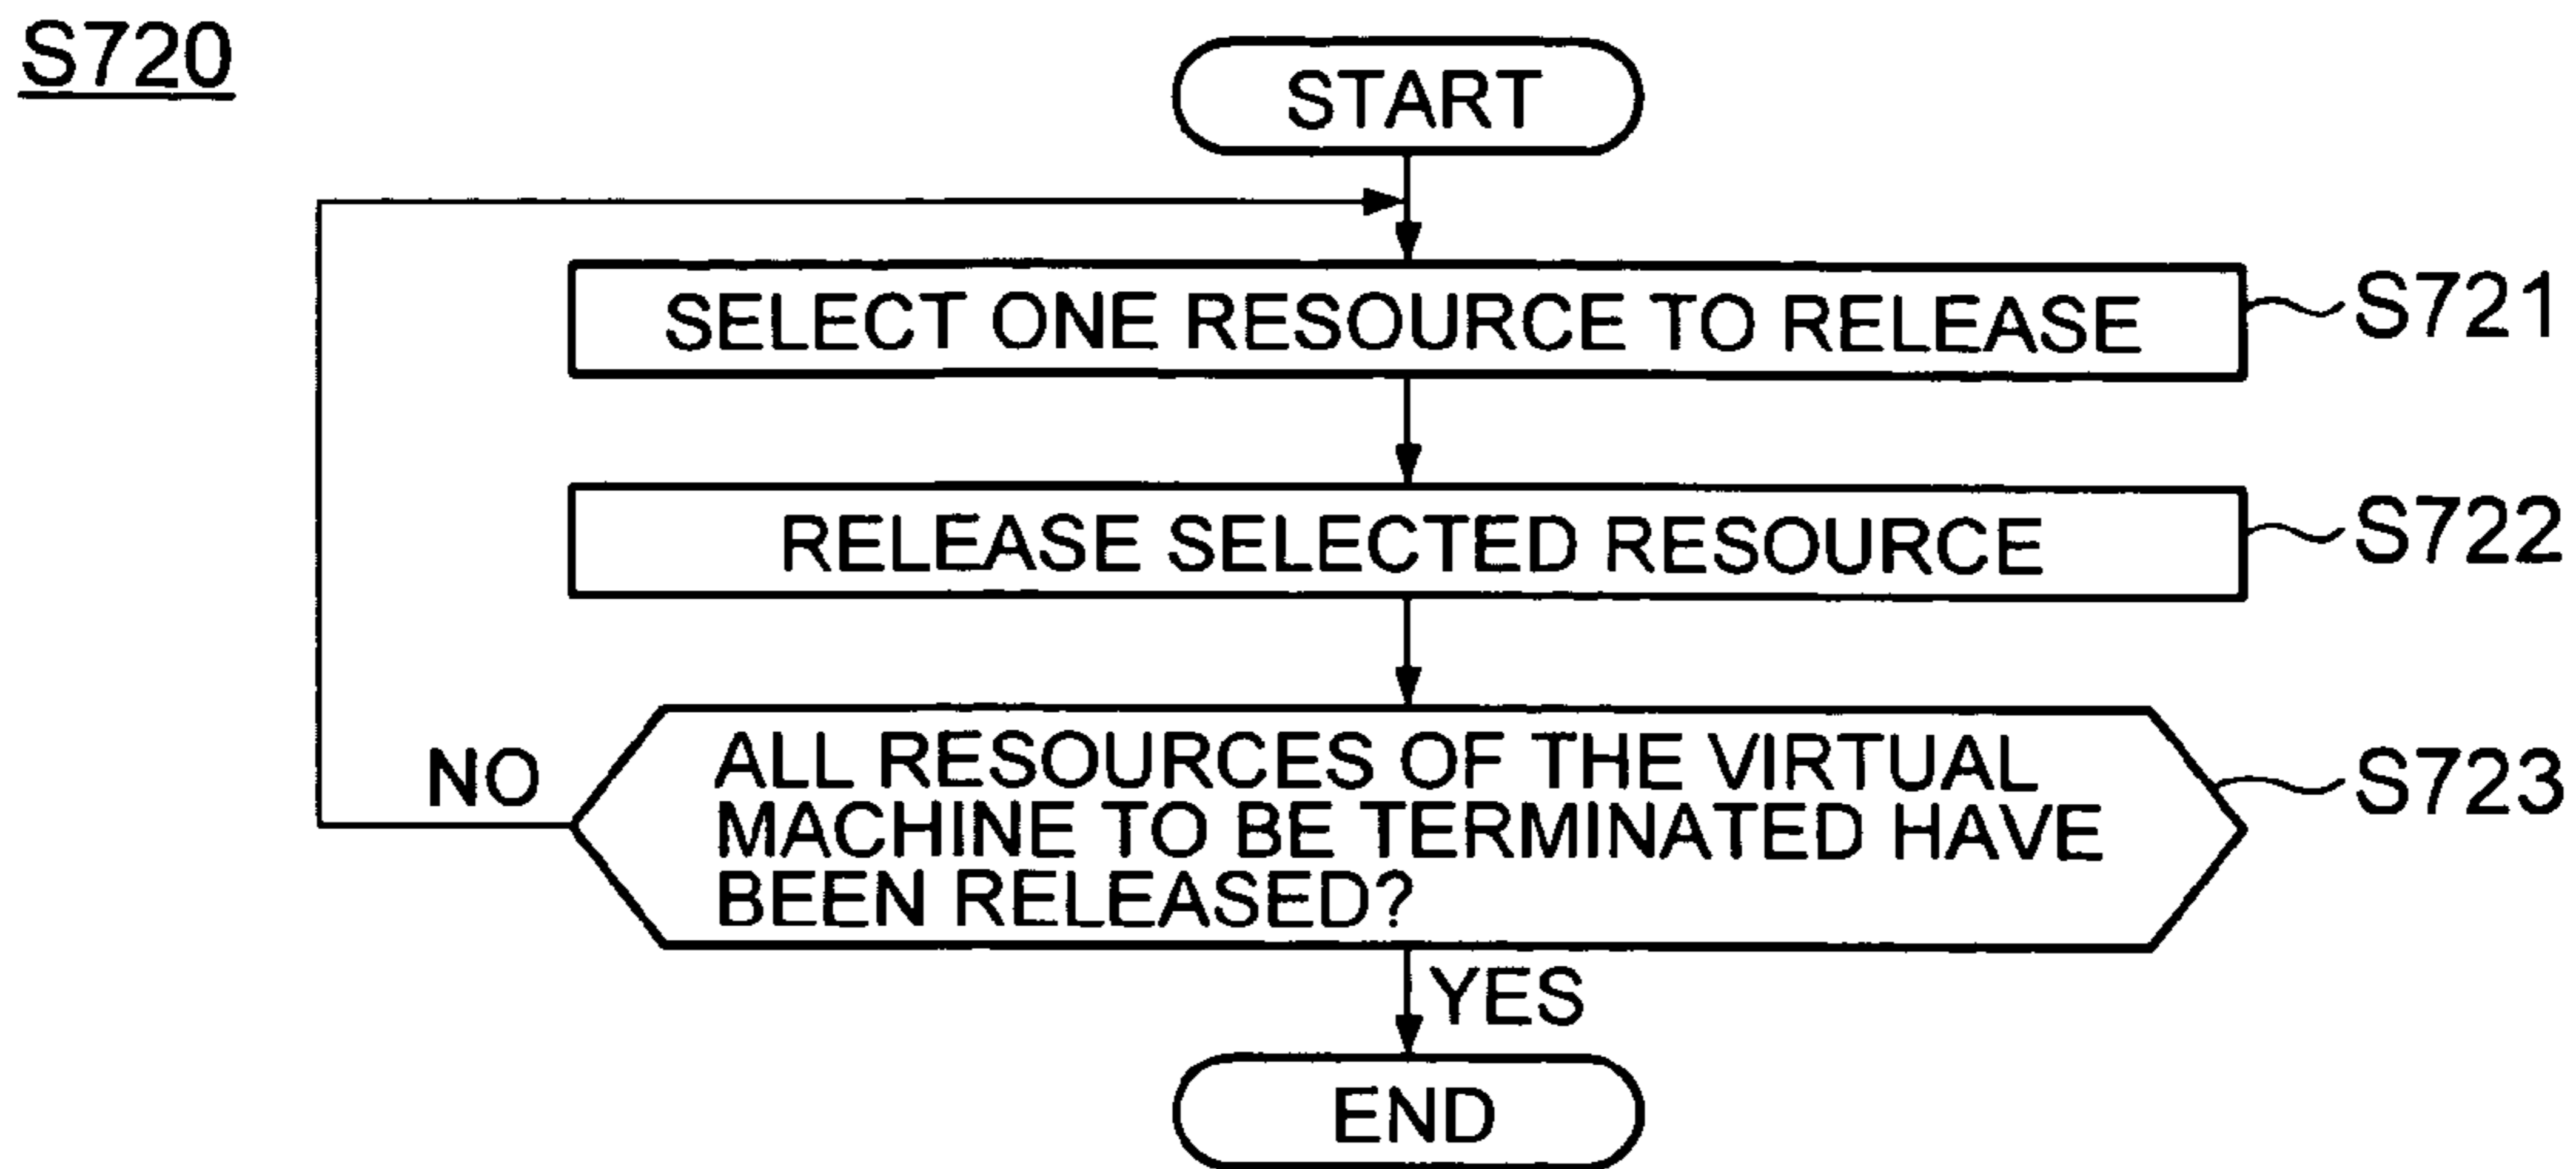 S720
START
SELECT ONE RESOURCE TO RELEASE
S721
RELEASE SELECTED RESOURCE
S722
ALL RESOURCES OF THE VIRTUAL
MACHINE TO BE TERMINATED HAVE
BEEN RELEASED?
S723
NO
YES
END